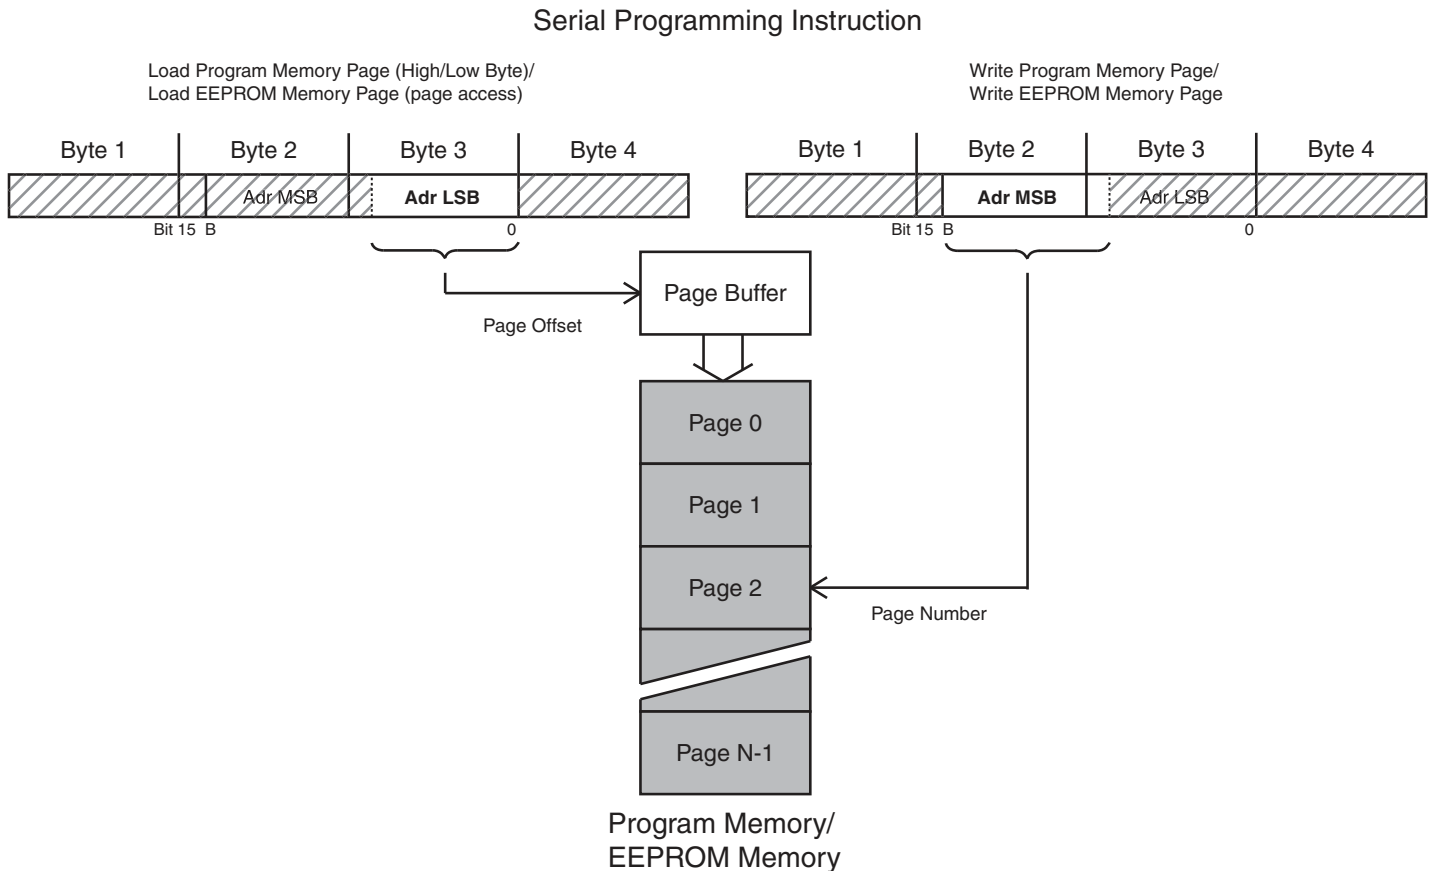 Serial Programming Instruction
Load Program Memory Page (High/Low Byte)/
Load EEPROM Memory Page (page access)
Write Program Memory Page/
Write EEPROM Memory Page
Byte 1 Byte 2 Byte 3 Byte 4
Adr MSB Adr LSB
Bit 15 B 0
Byte 1 Byte 2 Byte 3 Byte 4
Adr MSB Adr LSB
Bit 15 B 0
Page Buffer
Page Offset
Page 0
Page 1
Page 2
Page Number
Page N-1
Program Memory/
EEPROM Memory